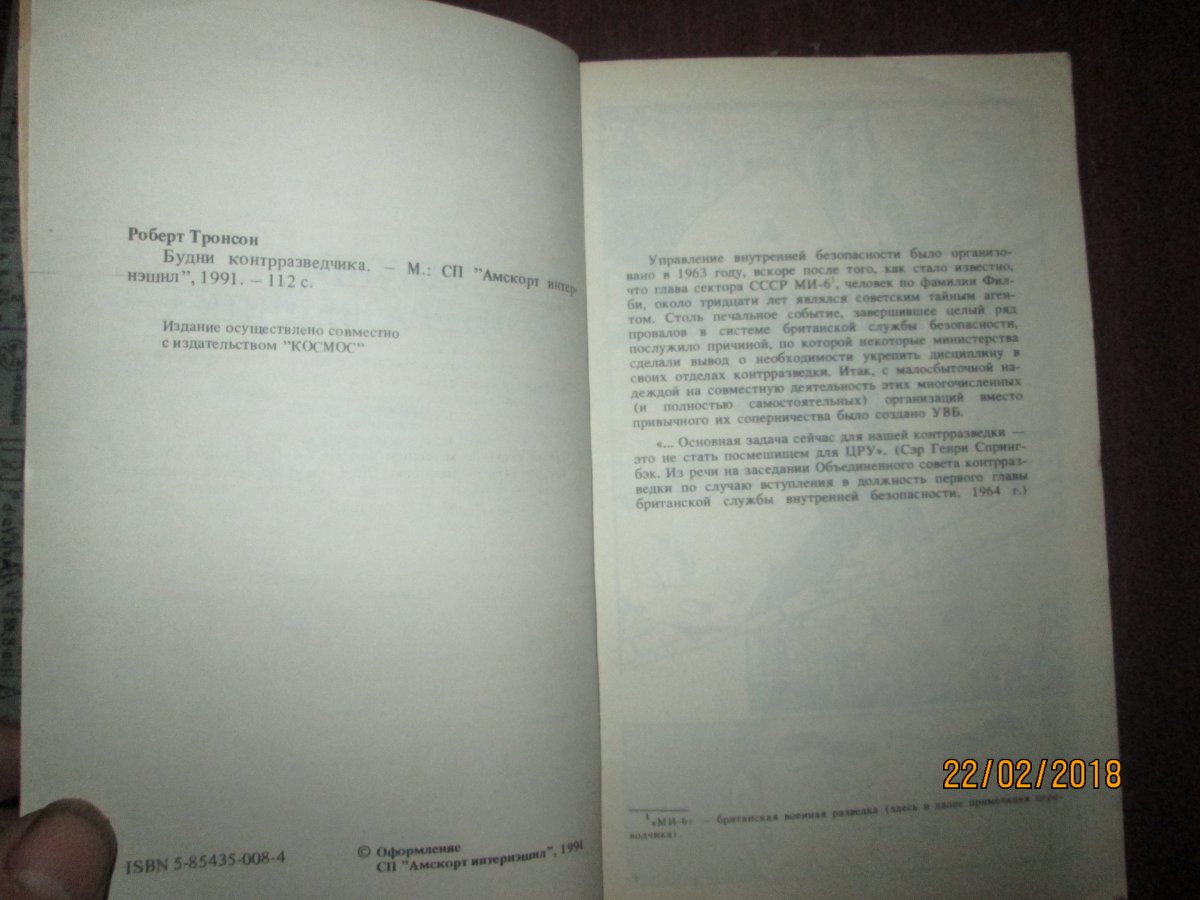 Роберт Тронсон
Будни контрразведчика. — М.: СП "Амскорт интер-
нэшнл", 1991. — 112 с.
Издание осуществлено совместно
с издательством "КОСМОС"
ISBN 5-85435-008-4
© Оформление
СП "Амскорт интернэшнл", 1991
Управление внутренней безопасности было организо-
вано в 1963 году, вскоре после того, как стало известно,
что глава сектора СССР МИ-6¹, человек по фамилии Фил-
би, около тридцати лет являлся советским тайным аген-
том. Столь печальное событие, завершившее целый ряд
провалов в системе британской службы безопасности,
послужило причиной, по которой некоторые министерства
сделали вывод о необходимости укрепить дисциплину в
своих отделах контрразведки. Итак, с малосбыточной на-
деждой на совместную деятельность этих многочисленных
(и полностью самостоятельных) организаций вместо
привычного их соперничества было создано УВБ.
«... Основная задача сейчас для нашей контрразведки —
это не стать посмешищем для ЦРУ». (Сэр Генри Спринг-
бэк. Из речи на заседании Объединенного совета контрраз-
ведки по случаю вступления в должность первого главы
британской службы внутренней безопасности, 1964 г.)
¹ «МИ-6» — британская военная разведка (здесь и далее примечания пере-
водчика).
22/02/2018